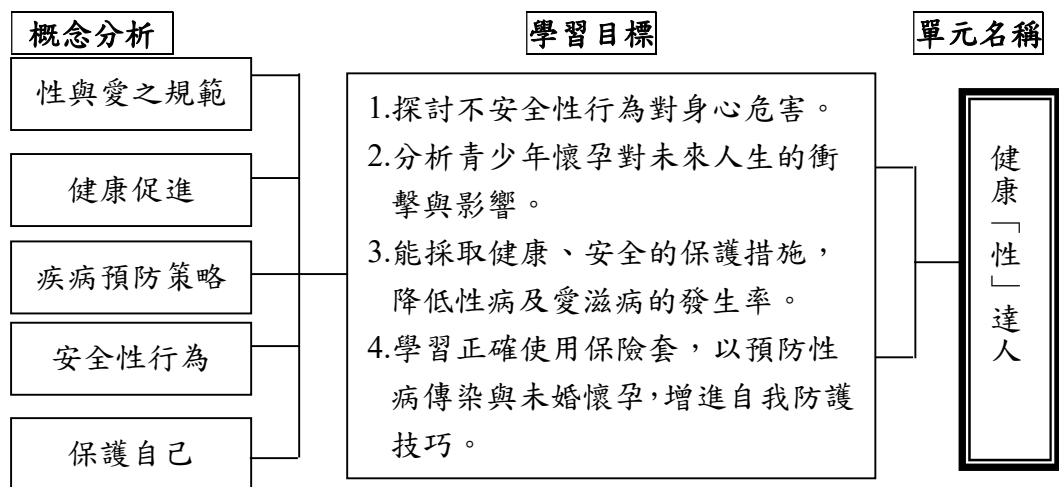 概念分析
學習目標
單元名稱
性與愛之規範
健康促進
疾病預防策略
安全性行為
保護自己
1.探討不安全性行為對身心危害。
2.分析青少年懷孕對未來人生的衝
擊與影響。
3.能採取健康、安全的保護措施，
降低性病及愛滋病的發生率。
4.學習正確使用保險套，以預防性
病傳染與未婚懷孕，增進自我防護
技巧。
健康「性」達人